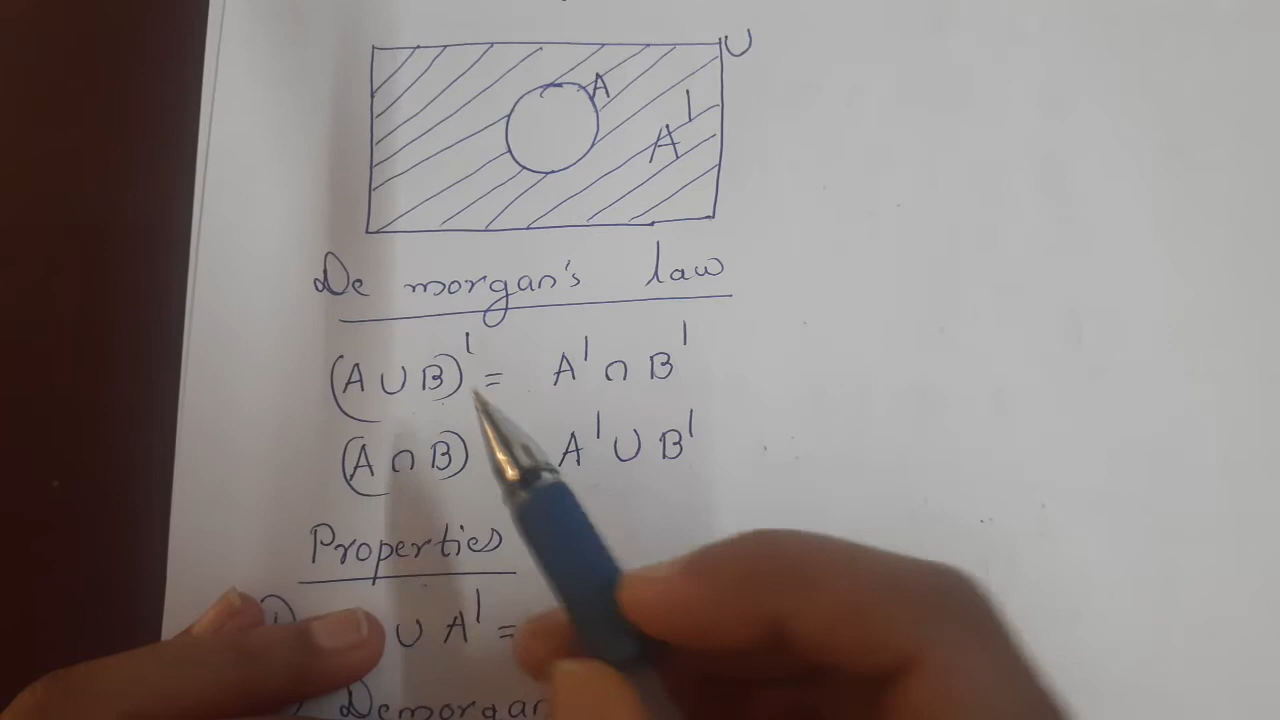 U
A
A'
De morgan's law
(A ∪ B)' = A' ∩ B'
(A ∩ B) A' ∪ B'
Properties
∪ A' =
Demorgan